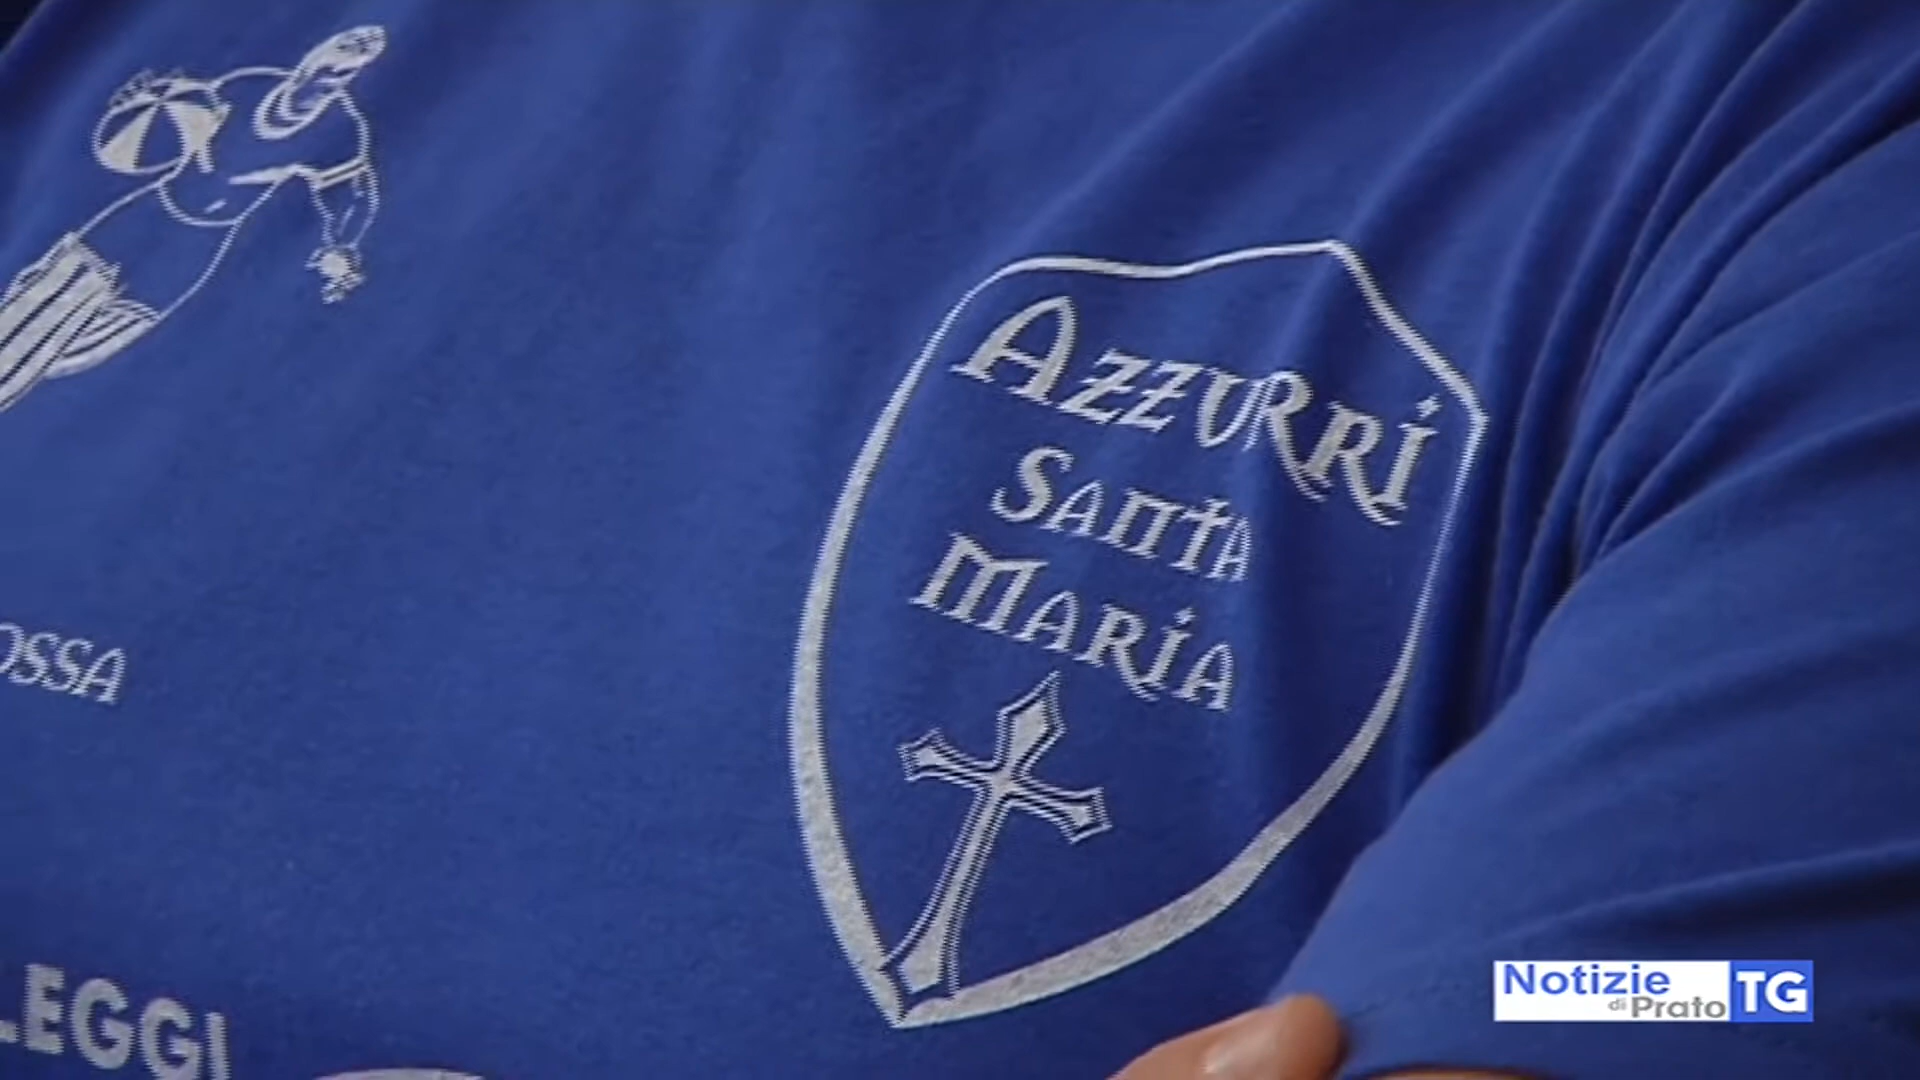 AZZURRI
SANTA
MARIA
OSSA
LEGGI
Notizie
di Prato
TG